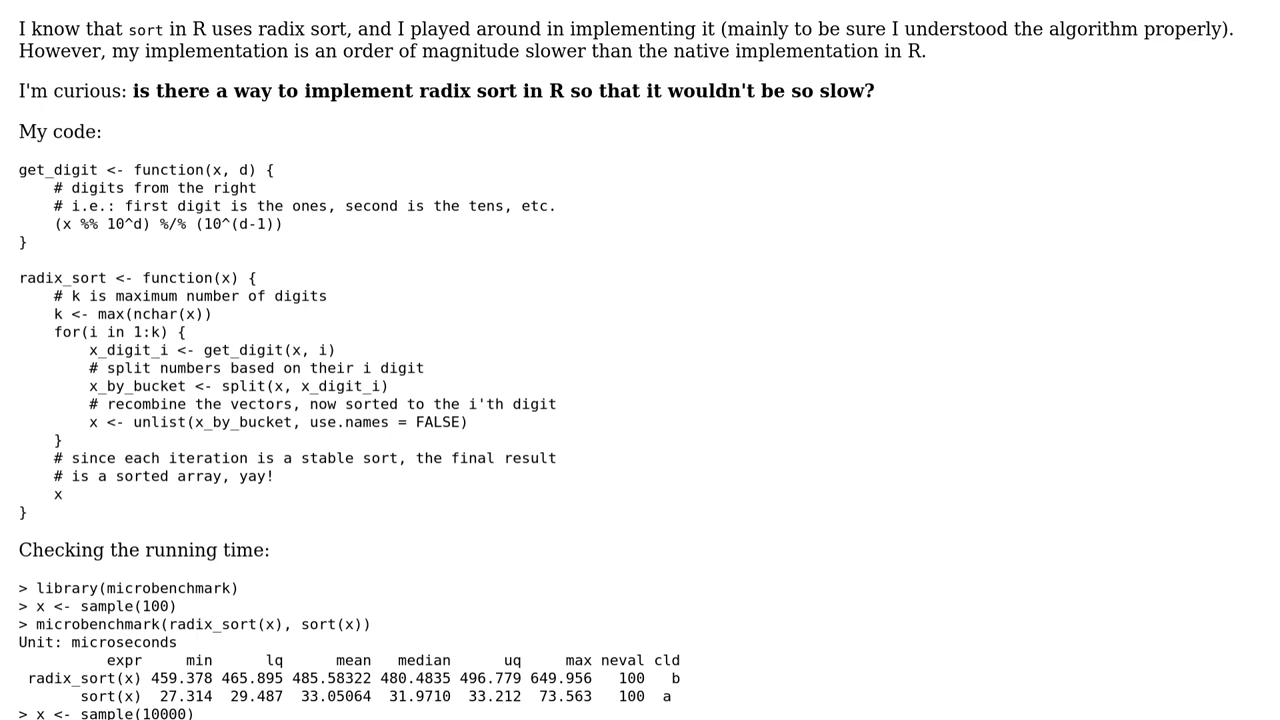 I know that sort in R uses radix sort, and I played around in implementing it (mainly to be sure I understood the algorithm properly).
However, my implementation is an order of magnitude slower than the native implementation in R.
I'm curious: is there a way to implement radix sort in R so that it wouldn't be so slow?
My code:
get_digit <- function(x, d) {
    # digits from the right
    # i.e.: first digit is the ones, second is the tens, etc.
    (x %% 10^d) %/% (10^(d-1))
}
radix_sort <- function(x) {
    # k is maximum number of digits
    k <- max(nchar(x))
    for(i in 1:k) {
        x_digit_i <- get_digit(x, i)
        # split numbers based on their i digit
        x_by_bucket <- split(x, x_digit_i)
        # recombine the vectors, now sorted to the i'th digit
        x <- unlist(x_by_bucket, use.names = FALSE)
    }
    # since each iteration is a stable sort, the final result
    # is a sorted array, yay!
    x
}
Checking the running time:
> library(microbenchmark)
> x <- sample(100)
> microbenchmark(radix_sort(x), sort(x))
Unit: microseconds
          expr     min      lq      mean   median      uq     max neval cld
 radix_sort(x) 459.378 465.895 485.58322 480.4835 496.779 649.956   100   b
       sort(x)  27.314  29.487  33.05064  31.9710  33.212  73.563   100  a
> x <- sample(10000)